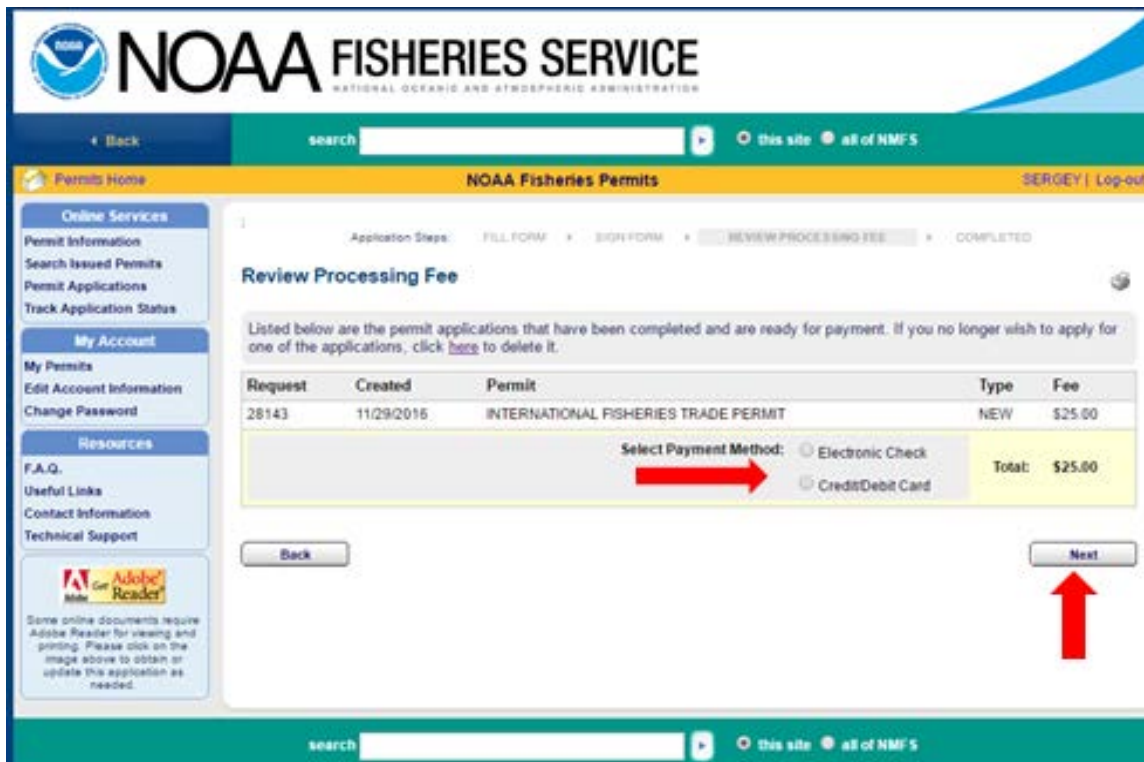 NOAA FISHERIES SERVICE
NATIONAL OCEANIC AND ATMOSPHERIC ADMINISTRATION
Back
search
this site all of NMFS
Permits Home
NOAA Fisheries Permits
SERGEY | Log-out
Online Services
Permit Information
Search Issued Permits
Permit Applications
Track Application Status
My Account
My Permits
Edit Account Information
Change Password
Resources
F.A.Q.
Useful Links
Contact Information
Technical Support
Adobe
Get Adobe®
Reader®
Some online documents require
Adobe Reader for viewing and
printing. Please click on the
image above to obtain or
update this application as
needed.
Application Steps: FILL FORM SIGN FORM REVIEW PROCESSING FEE COMPLETED
Review Processing Fee
Listed below are the permit applications that have been completed and are ready for payment. If you no longer wish to apply for
one of the applications, click here to delete it.
Request Created Permit Type Fee
28143 11/29/2016 INTERNATIONAL FISHERIES TRADE PERMIT NEW $25.00
Select Payment Method: Electronic Check
Credit/Debit Card
Total: $25.00
Back
Next
search
this site all of NMFS